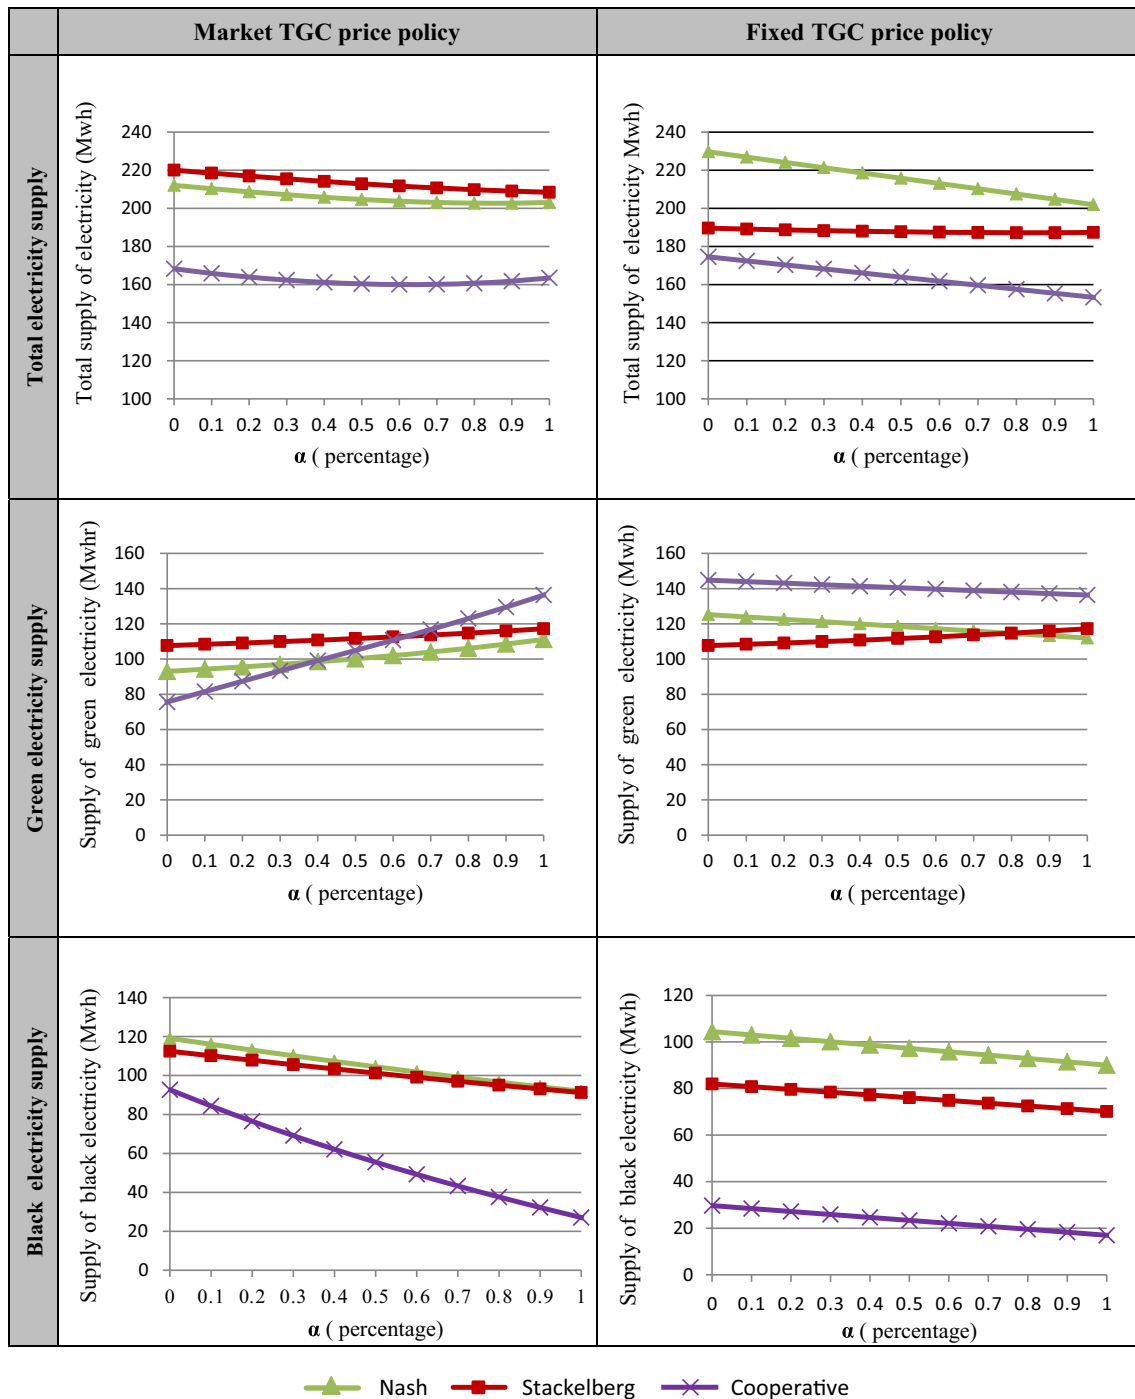 Market TGC price policy
Fixed TGC price policy
Total electricity supply
Total supply of electricity (Mwh)
240
220
200
180
160
140
120
100
0 0.1 0.2 0.3 0.4 0.5 0.6 0.7 0.8 0.9 1
α ( percentage)
Total supply of electricity Mwh)
240
220
200
180
160
140
120
100
0 0.1 0.2 0.3 0.4 0.5 0.6 0.7 0.8 0.9 1
α ( percentage)
Green electricity supply
Supply of green electricity (Mwhr)
160
140
120
100
80
60
40
20
0
0 0.1 0.2 0.3 0.4 0.5 0.6 0.7 0.8 0.9 1
α ( percentage)
Supply of green electricity (Mwh)
160
140
120
100
80
60
40
20
0
0 0.1 0.2 0.3 0.4 0.5 0.6 0.7 0.8 0.9 1
α ( percentage)
Black electricity supply
Supply of black electricity (Mwh)
140
120
100
80
60
40
20
0
0 0.1 0.2 0.3 0.4 0.5 0.6 0.7 0.8 0.9 1
α ( percentage)
Supply of black electricity (Mwh)
120
100
80
60
40
20
0
0 0.1 0.2 0.3 0.4 0.5 0.6 0.7 0.8 0.9 1
α ( percentage)
Nash Stackelberg Cooperative